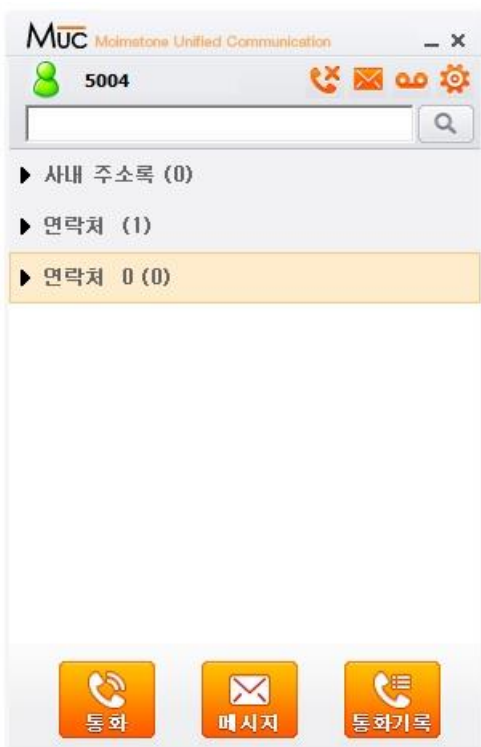 MUC Moimstone Unified Communication
5004
사내 주소록 (0)
연락처 (1)
연락처 0 (0)
통화 메시지 통화기록